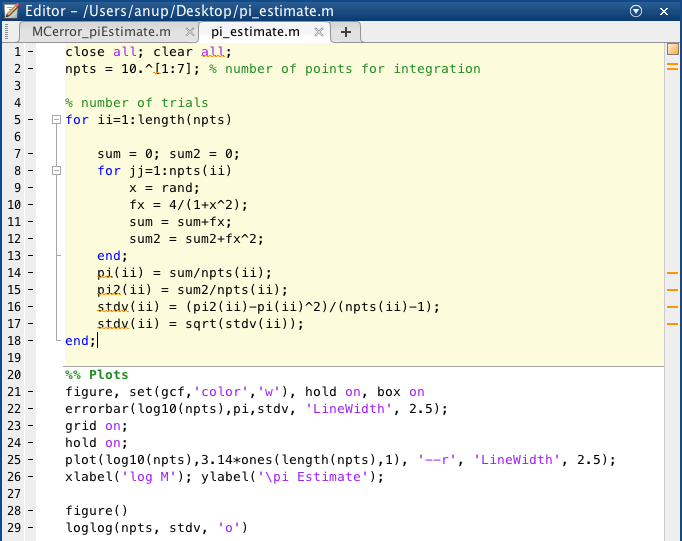 Editor - /Users/anup/Desktop/pi_estimate.m
MCerror_piEstimate.m × pi_estimate.m × +
1 - close all; clear all;
2 - npts = 10.^[1:7]; % number of points for integration
3
4 % number of trials
5 - for ii=1:length(npts)
6
7 - sum = 0; sum2 = 0;
8 - for jj=1:npts(ii)
9 - x = rand;
10 - fx = 4/(1+x^2);
11 - sum = sum+fx;
12 - sum2 = sum2+fx^2;
13 - end;
14 - pi(ii) = sum/npts(ii);
15 - pi2(ii) = sum2/npts(ii);
16 - stdv(ii) = (pi2(ii)-pi(ii)^2)/(npts(ii)-1);
17 - stdv(ii) = sqrt(stdv(ii));
18 - end;
19
20 %% Plots
21 - figure, set(gcf,'color','w'), hold on, box on
22 - errorbar(log10(npts),pi,stdv, 'LineWidth', 2.5);
23 - grid on;
24 - hold on;
25 - plot(log10(npts),3.14*ones(length(npts),1), '--r', 'LineWidth', 2.5);
26 - xlabel('log M'); ylabel('\pi Estimate');
27
28 - figure()
29 - loglog(npts, stdv, 'o')